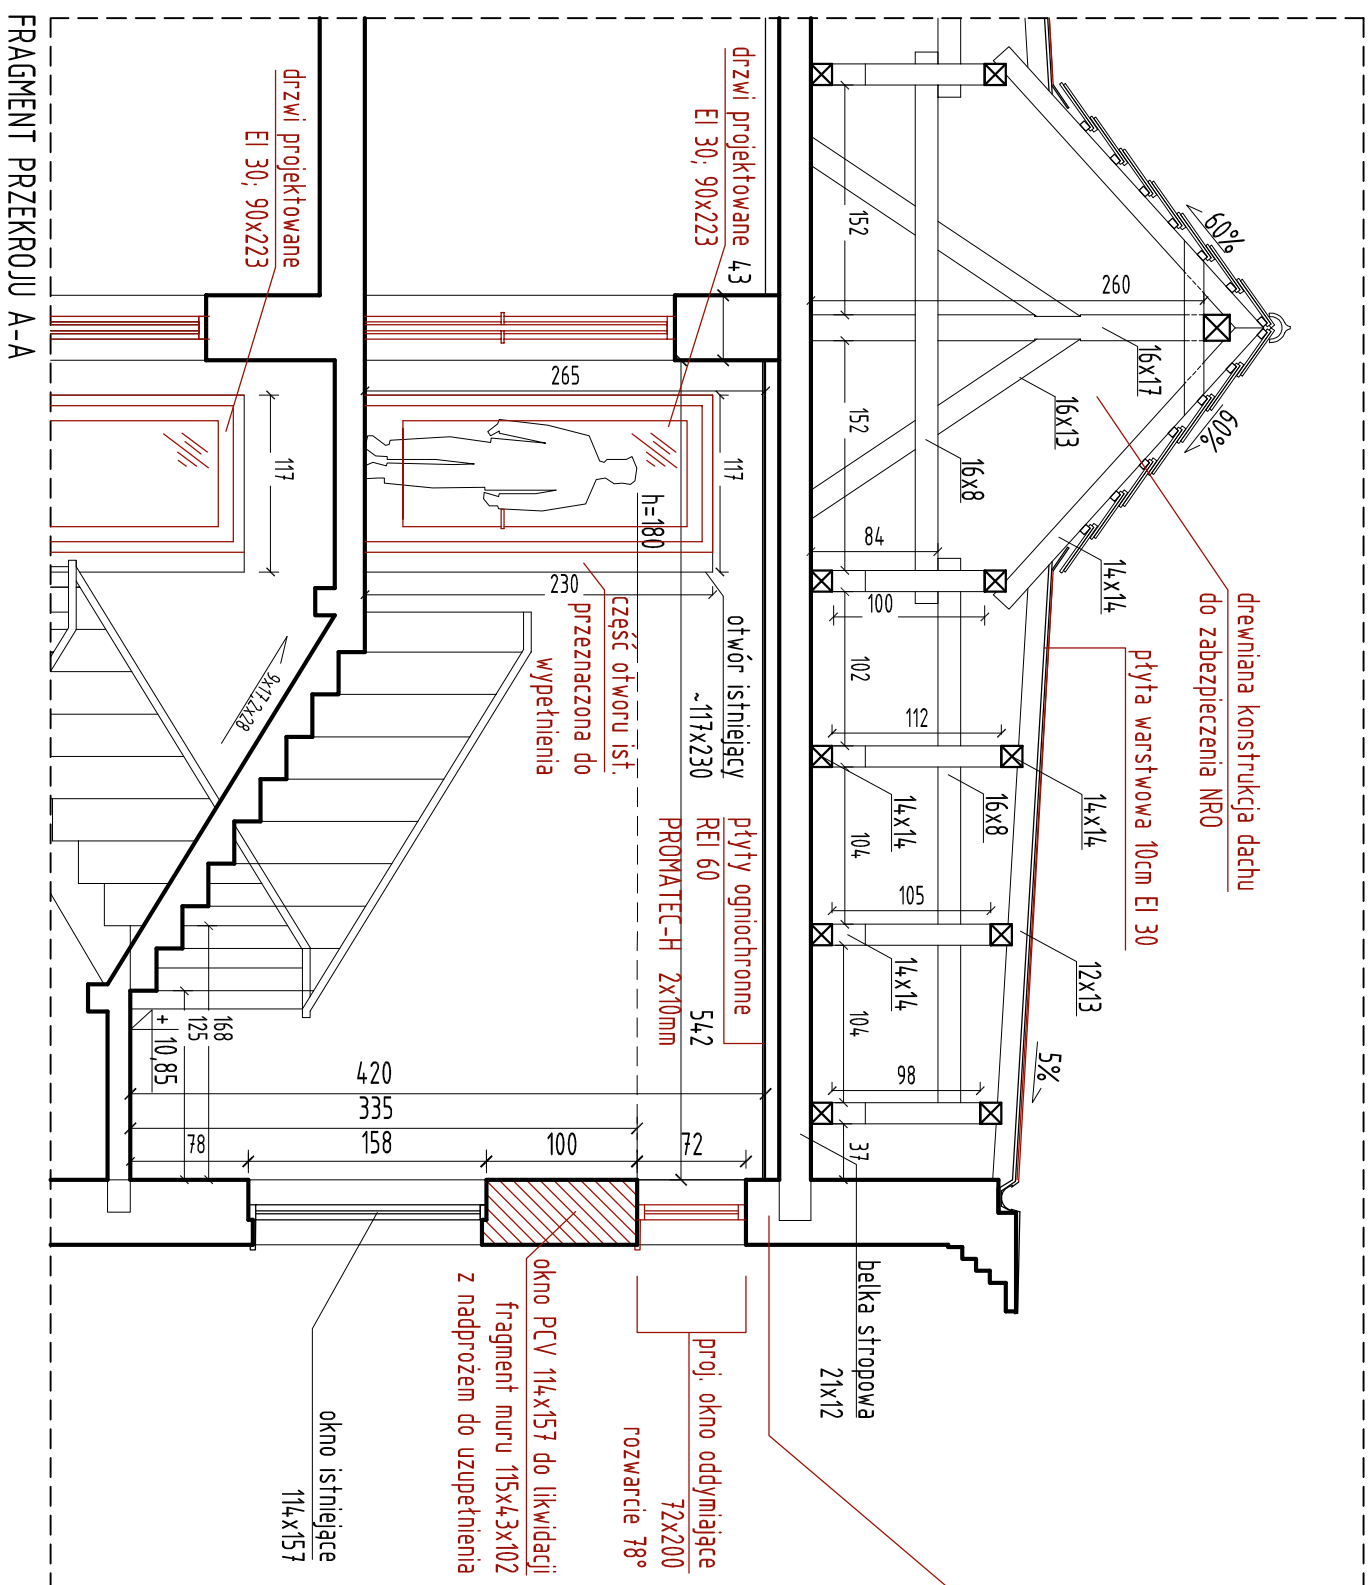 FRAGMENT PRZEKROJU A-A
60%
60%
260
152
152
16x17
16x13
16x8
84
100
14x14
drewniana konstrukcja dachu
do zabezpieczenia NRO
płyta warstwowa 10cm EI 30
102
112
104
105
104
98
37
14x14
16x8
14x14
14x14
12x13
5%
drzwi projektowane
EI 30; 90x223
43
drzwi projektowane
EI 30; 90x223
265
117
117
h=180
230
otwór istniejący
~117x230
część otworu ist.
przeznaczona do
wypełnienia
płyty ogniochronne
REI 60
PROMATEC-H 2x10mm
542
9x17,2x28
168
125
+ 10,85
420
335
78
158
100
72
belka stropowa
21x12
proj. okno oddymiające
72x200
rozwarcie 78°
okno PCV 114x157 do likwidacji
fragment muru 115x43x102
z nadprożem do uzupełnienia
okno istniejące
114x157